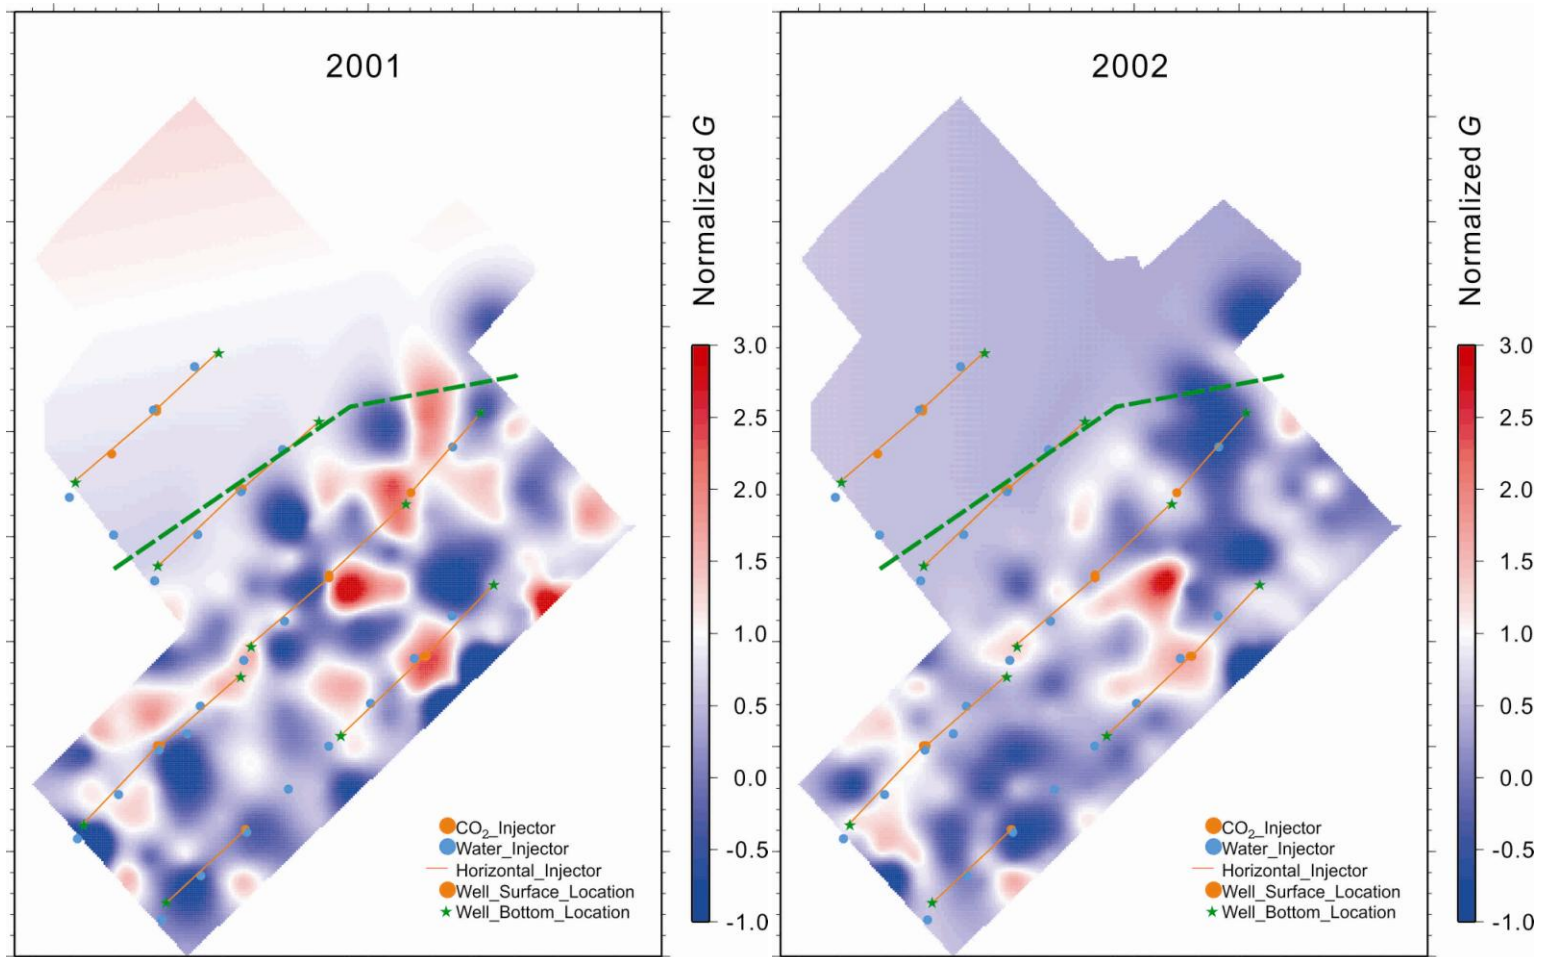 2001
Normalized G
3.0
2.5
2.0
1.5
1.0
0.5
0.0
-0.5
-1.0
CO₂_Injector
Water_Injector
Horizontal_Injector
Well_Surface_Location
Well_Bottom_Location
2002
Normalized G
3.0
2.5
2.0
1.5
1.0
0.5
0.0
-0.5
-1.0
CO₂_Injector
Water_Injector
Horizontal_Injector
Well_Surface_Location
Well_Bottom_Location